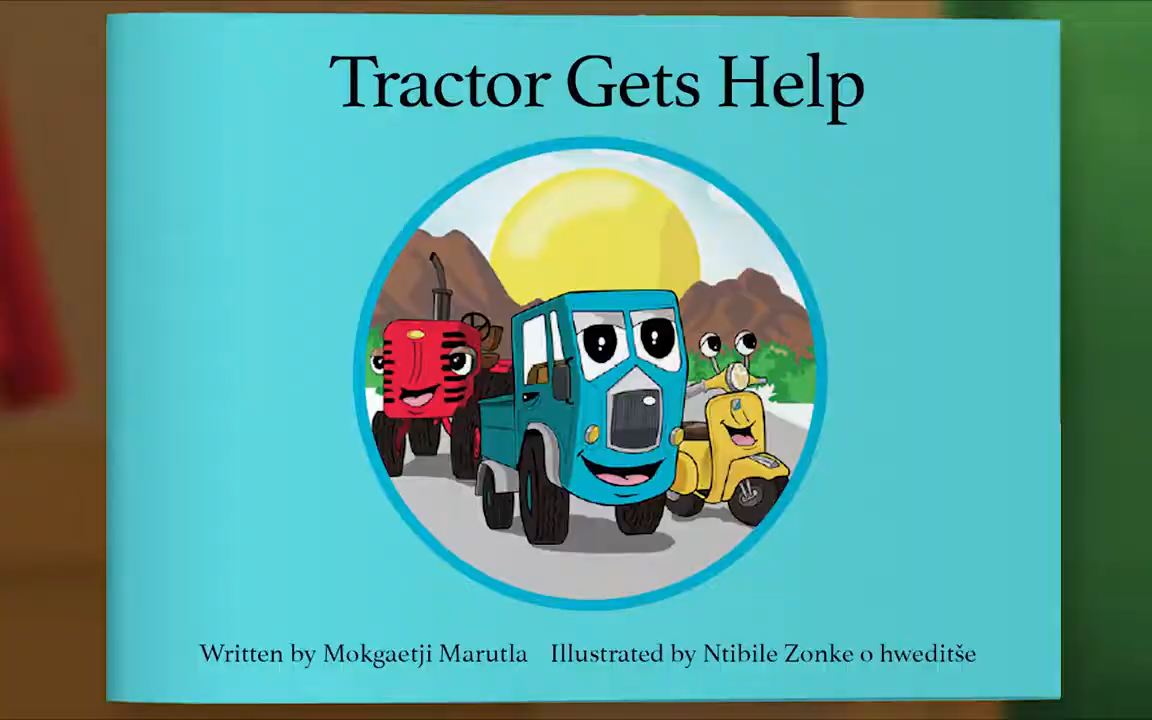 Tractor Gets Help
Written by Mokgaetji Marutla Illustrated by Ntibile Zonke o hweditše